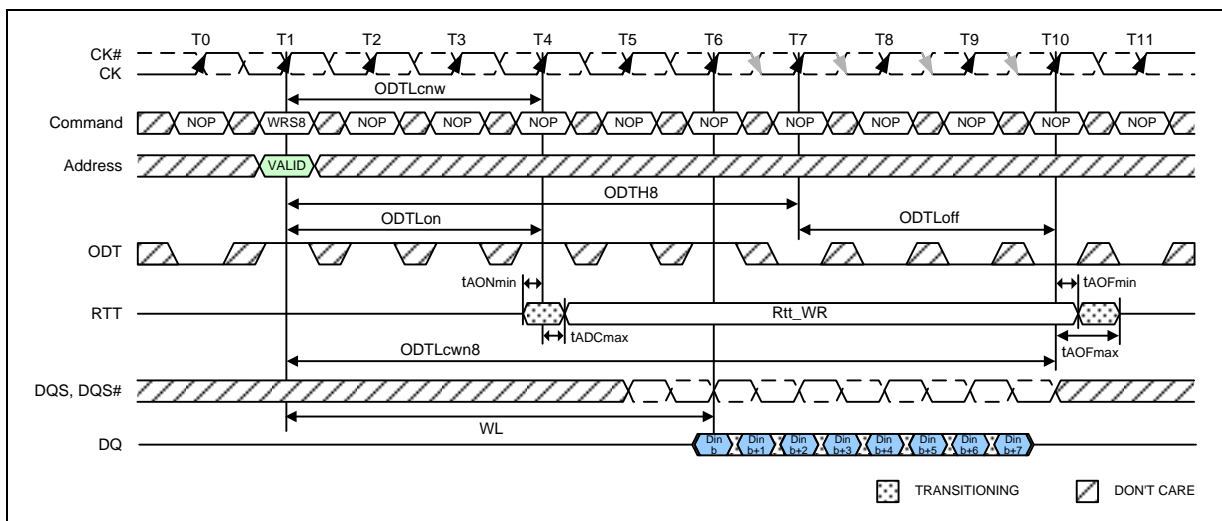 T0 T1 T2 T3 T4 T5 T6 T7 T8 T9 T10 T11
CK#
CK
ODTLcnw
Command NOP WRS8 NOP NOP NOP NOP NOP NOP NOP NOP NOP NOP
Address VALID
ODTH8
ODTLon ODTLoff
ODT
tAONmin tAOFmin
RTT Rtt_WR
tADCmax
tAOFmax
ODTLcwn8
DQS, DQS#
WL
DQ Din b Din b+1 Din b+2 Din b+3 Din b+4 Din b+5 Din b+6 Din b+7
TRANSITIONING DON'T CARE